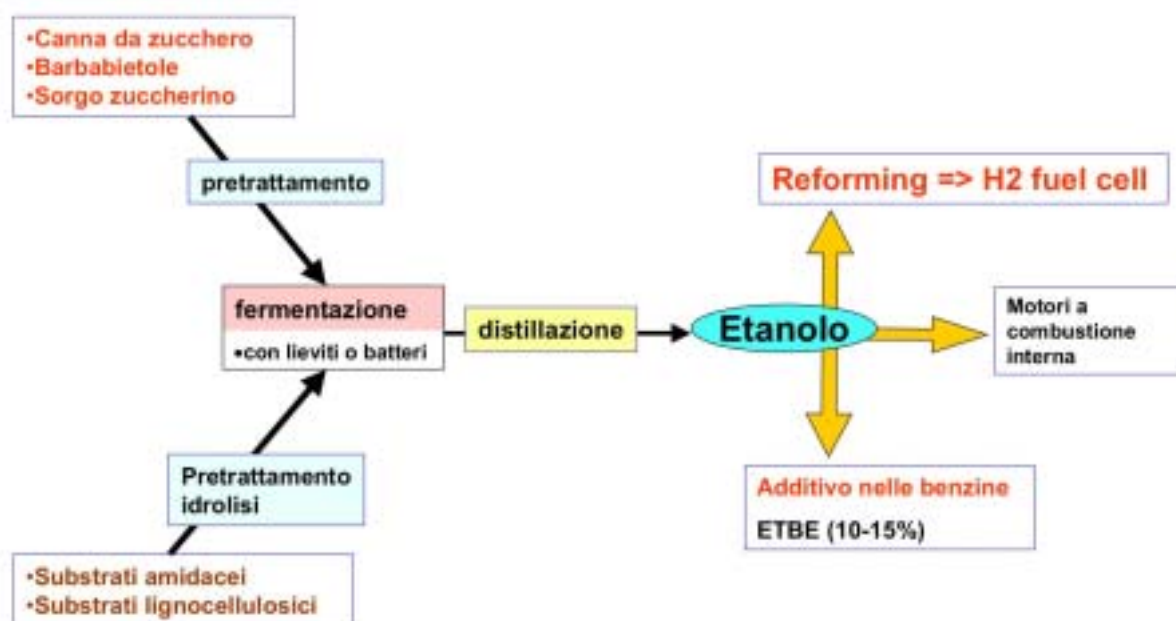 •Canna da zucchero
•Barbabietole
•Sorgo zuccherino
pretrattamento
Reforming => H2 fuel cell
fermentazione
•con lieviti o batteri
distillazione
Etanolo
Motori a
combustione
interna
Pretrattamento
idrolisi
Additivo nelle benzine
ETBE (10-15%)
•Substrati amidacei
•Substrati lignocellulosici